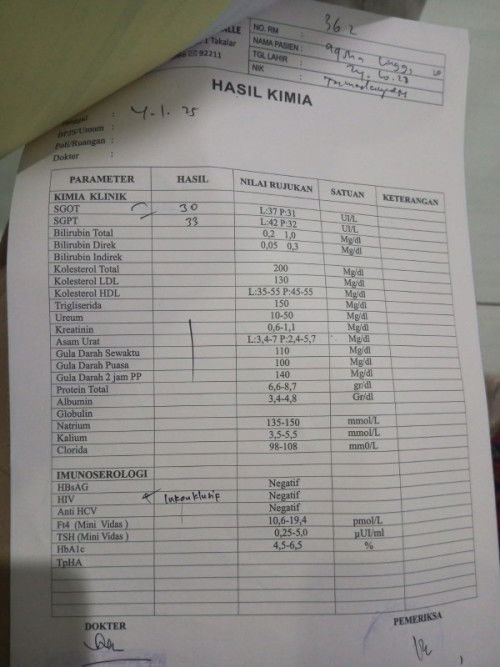 LLE
Takalar
92211
NO. RM : 36.2
NAMA PASIEN :
TGL LAHIR :
NIK :
HASIL KIMIA
: 4.1.25
BPJS/Umum :
Poli/Ruangan :
Dokter :
PARAMETER HASIL NILAI RUJUKAN SATUAN KETERANGAN
KIMIA KLINIK
SGOT 30 L:37 P:31 UI/L
SGPT 33 L:42 P:32 UI/L
Bilirubin Total 0,2 1,0 Mg/dl
Bilirubin Direk 0,05 0,3 Mg/dl
Bilirubin Indirek
Kolesterol Total 200 Mg/dl
Kolesterol LDL 130 Mg/dl
Kolesterol HDL L:35-55 P:45-55 Mg/dl
Trigliserida 150 Mg/dl
Ureum 10-50 Mg/dl
Kreatinin 0,6-1,1 Mg/dl
Asam Urat L:3,4-7 P:2,4-5,7 Mg/dl
Gula Darah Sewaktu 110 Mg/dl
Gula Darah Puasa 100 Mg/dl
Gula Darah 2 jam PP 140 Mg/dl
Protein Total 6,6-8,7 gr/dl
Albumin 3,4-4,8 Gr/dl
Globulin
Natrium 135-150 mmol/L
Kalium 3,5-5,5 mmol/L
Clorida 98-108 mm0/L
IMUNOSEROLOGI
HBsAG Negatif
HIV Inkonklusif Negatif
Anti HCV Negatif
Ft4 (Mini Vidas ) 10,6-19,4 pmol/L
TSH (Mini Vidas ) 0,25-5,0 µUI/ml
HbA1c 4,5-6,5 %
TpHA
DOKTER PEMERIKSA